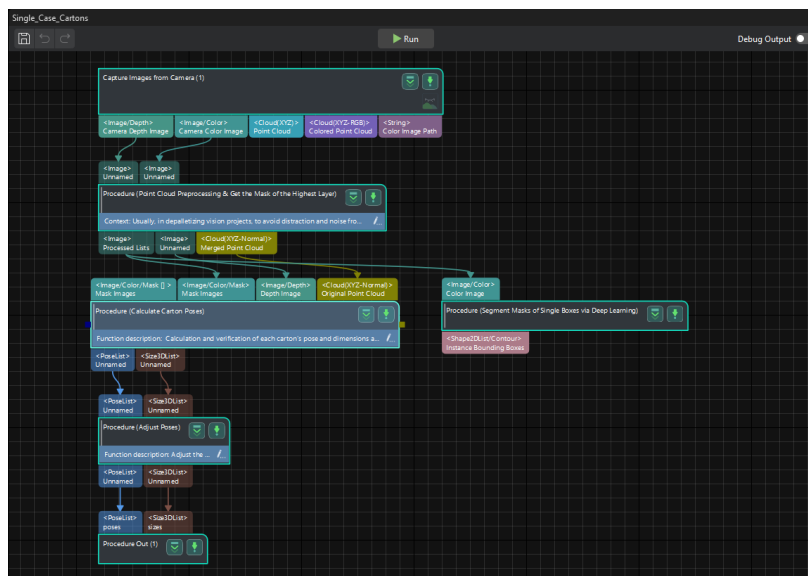 Single_Case_Cartons
Run
Debug Output
Capture Images from Camera (1)
<Image/Depth> <Image/Color> <Cloud(XYZ)> <Cloud(XYZ-RGB)> <String>
Camera Depth Image Camera Color Image Point Cloud Colored Point Cloud Color Image Path
<Image> <Image>
Unnamed Unnamed
Procedure (Point Cloud Preprocessing & Get the Mask of the Highest Layer)
Context: Usually, in depalletizing vision projects, to avoid distraction and noise fro...
<Image> <Image> <Cloud(XYZ-Normal)>
Processed Lists Unnamed Merged Point Cloud
<Image/Color/Mask [] > <Image/Color/Mask> <Image/Depth> <Cloud(XYZ-Normal)> <Image/Color>
Mask Images Mask Images Depth Image Original Point Cloud Color Image
Procedure (Calculate Carton Poses) Procedure (Segment Masks of Single Boxes via Deep Learning)
Function description: Calculation and verification of each carton's pose and dimensions a...
<PoseList> <Size3DList> <Shape2DList/Contour>
Unnamed Unnamed Instance Bounding Boxes
<PoseList> <Size3DList>
Unnamed Unnamed
Procedure (Adjust Poses)
Function description: Adjust the ...
<PoseList> <Size3DList>
Unnamed Unnamed
<PoseList> <Size3DList>
poses sizes
Procedure Out (1)